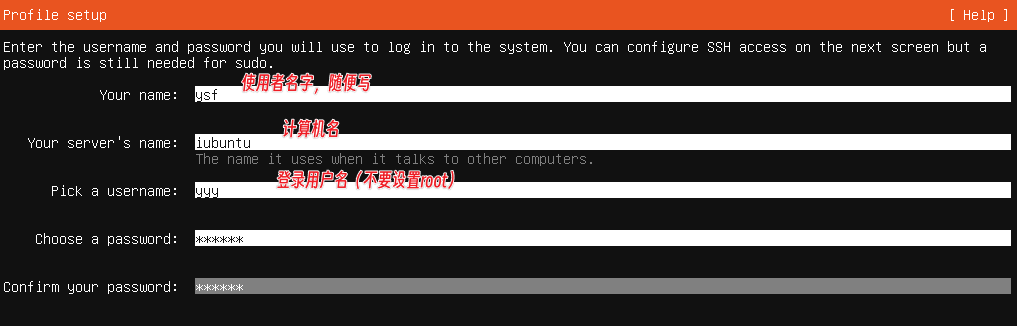 Profile setup [ Help ]
Enter the username and password you will use to log in to the system. You can configure SSH access on the next screen but a
password is still needed for sudo.
使用者名字，随便写
Your name: ysf
计算机名
Your server's name: iubuntu
The name it uses when it talks to other computers.
登录用户名（不要设置root）
Pick a username: yyy
Choose a password: ******
Confirm your password: ******